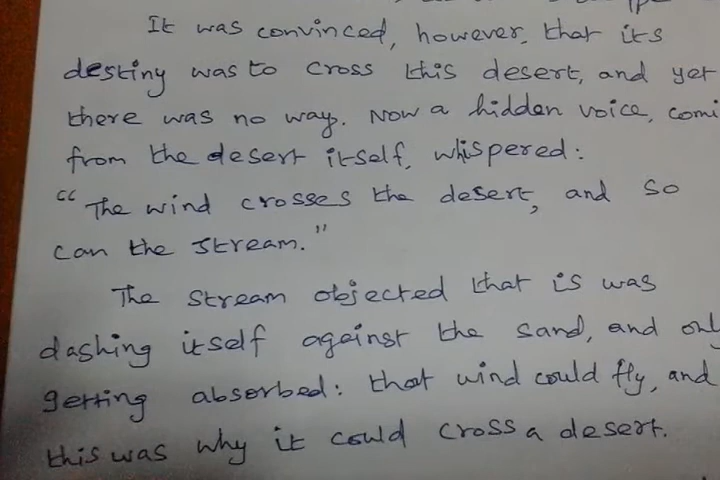 It was convinced, however, that its
destiny was to cross this desert, and yet
there was no way. Now a hidden voice, comi
from the desert itself, whispered:
"The wind crosses the desert, and so
can the stream."
The stream objected that is was
dashing itself against the sand, and only
getting absorbed: that wind could fly, and
this was why it could cross a desert.